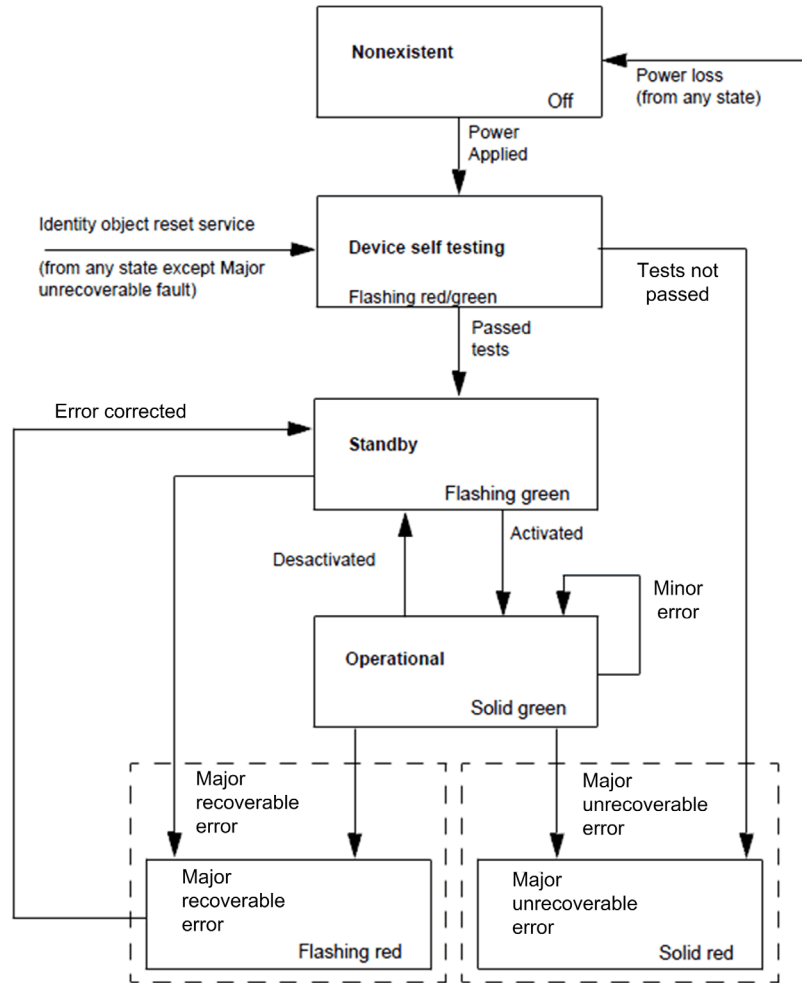 Nonexistent
Off
Power loss
(from any state)
Power
Applied
Identity object reset service
(from any state except Major
unrecoverable fault)
Device self testing
Flashing red/green
Tests not
passed
Passed
tests
Error corrected
Standby
Flashing green
Desactivated
Activated
Minor
error
Operational
Solid green
Major
recoverable
error
Major
unrecoverable
error
Major
recoverable
error
Flashing red
Major
unrecoverable
error
Solid red